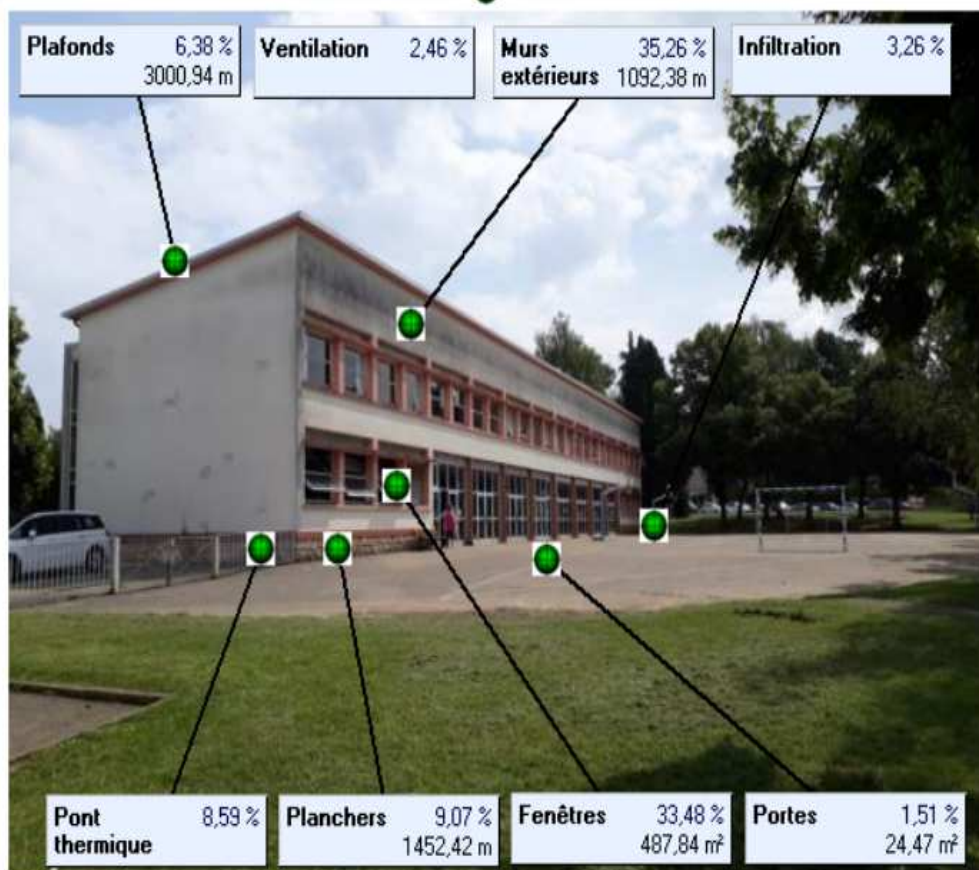 Plafonds 6,38 %
3000,94 m
Ventilation 2,46 %
Murs 35,26 %
extérieurs 1092,38 m
Infiltration 3,26 %
Pont 8,59 %
thermique
Planchers 9,07 %
1452,42 m
Fenêtres 33,48 %
487,84 m²
Portes 1,51 %
24,47 m²